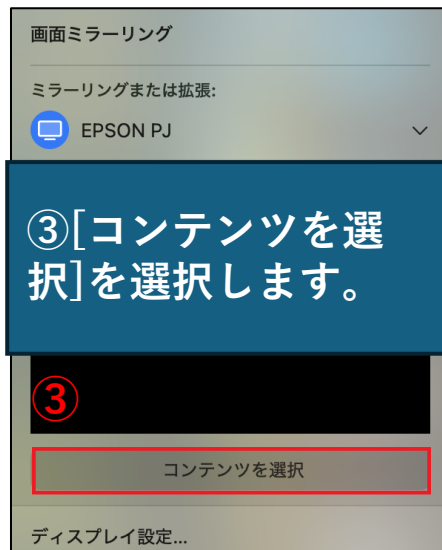 画面ミラーリング
ミラーリングまたは拡張:
EPSON PJ
③[コンテンツを選
択]を選択します。
③
コンテンツを選択
ディスプレイ設定...